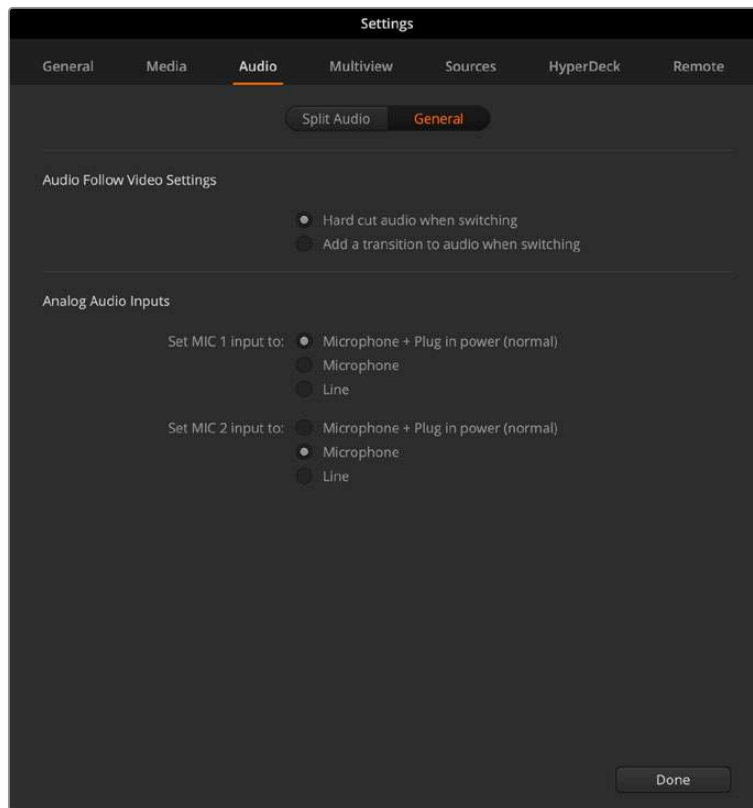 Settings
General Media Audio Multiview Sources HyperDeck Remote
Split Audio General
Audio Follow Video Settings
Hard cut audio when switching
Add a transition to audio when switching
Analog Audio Inputs
Set MIC 1 input to: Microphone + Plug in power (normal)
Microphone
Line
Set MIC 2 input to: Microphone + Plug in power (normal)
Microphone
Line
Done